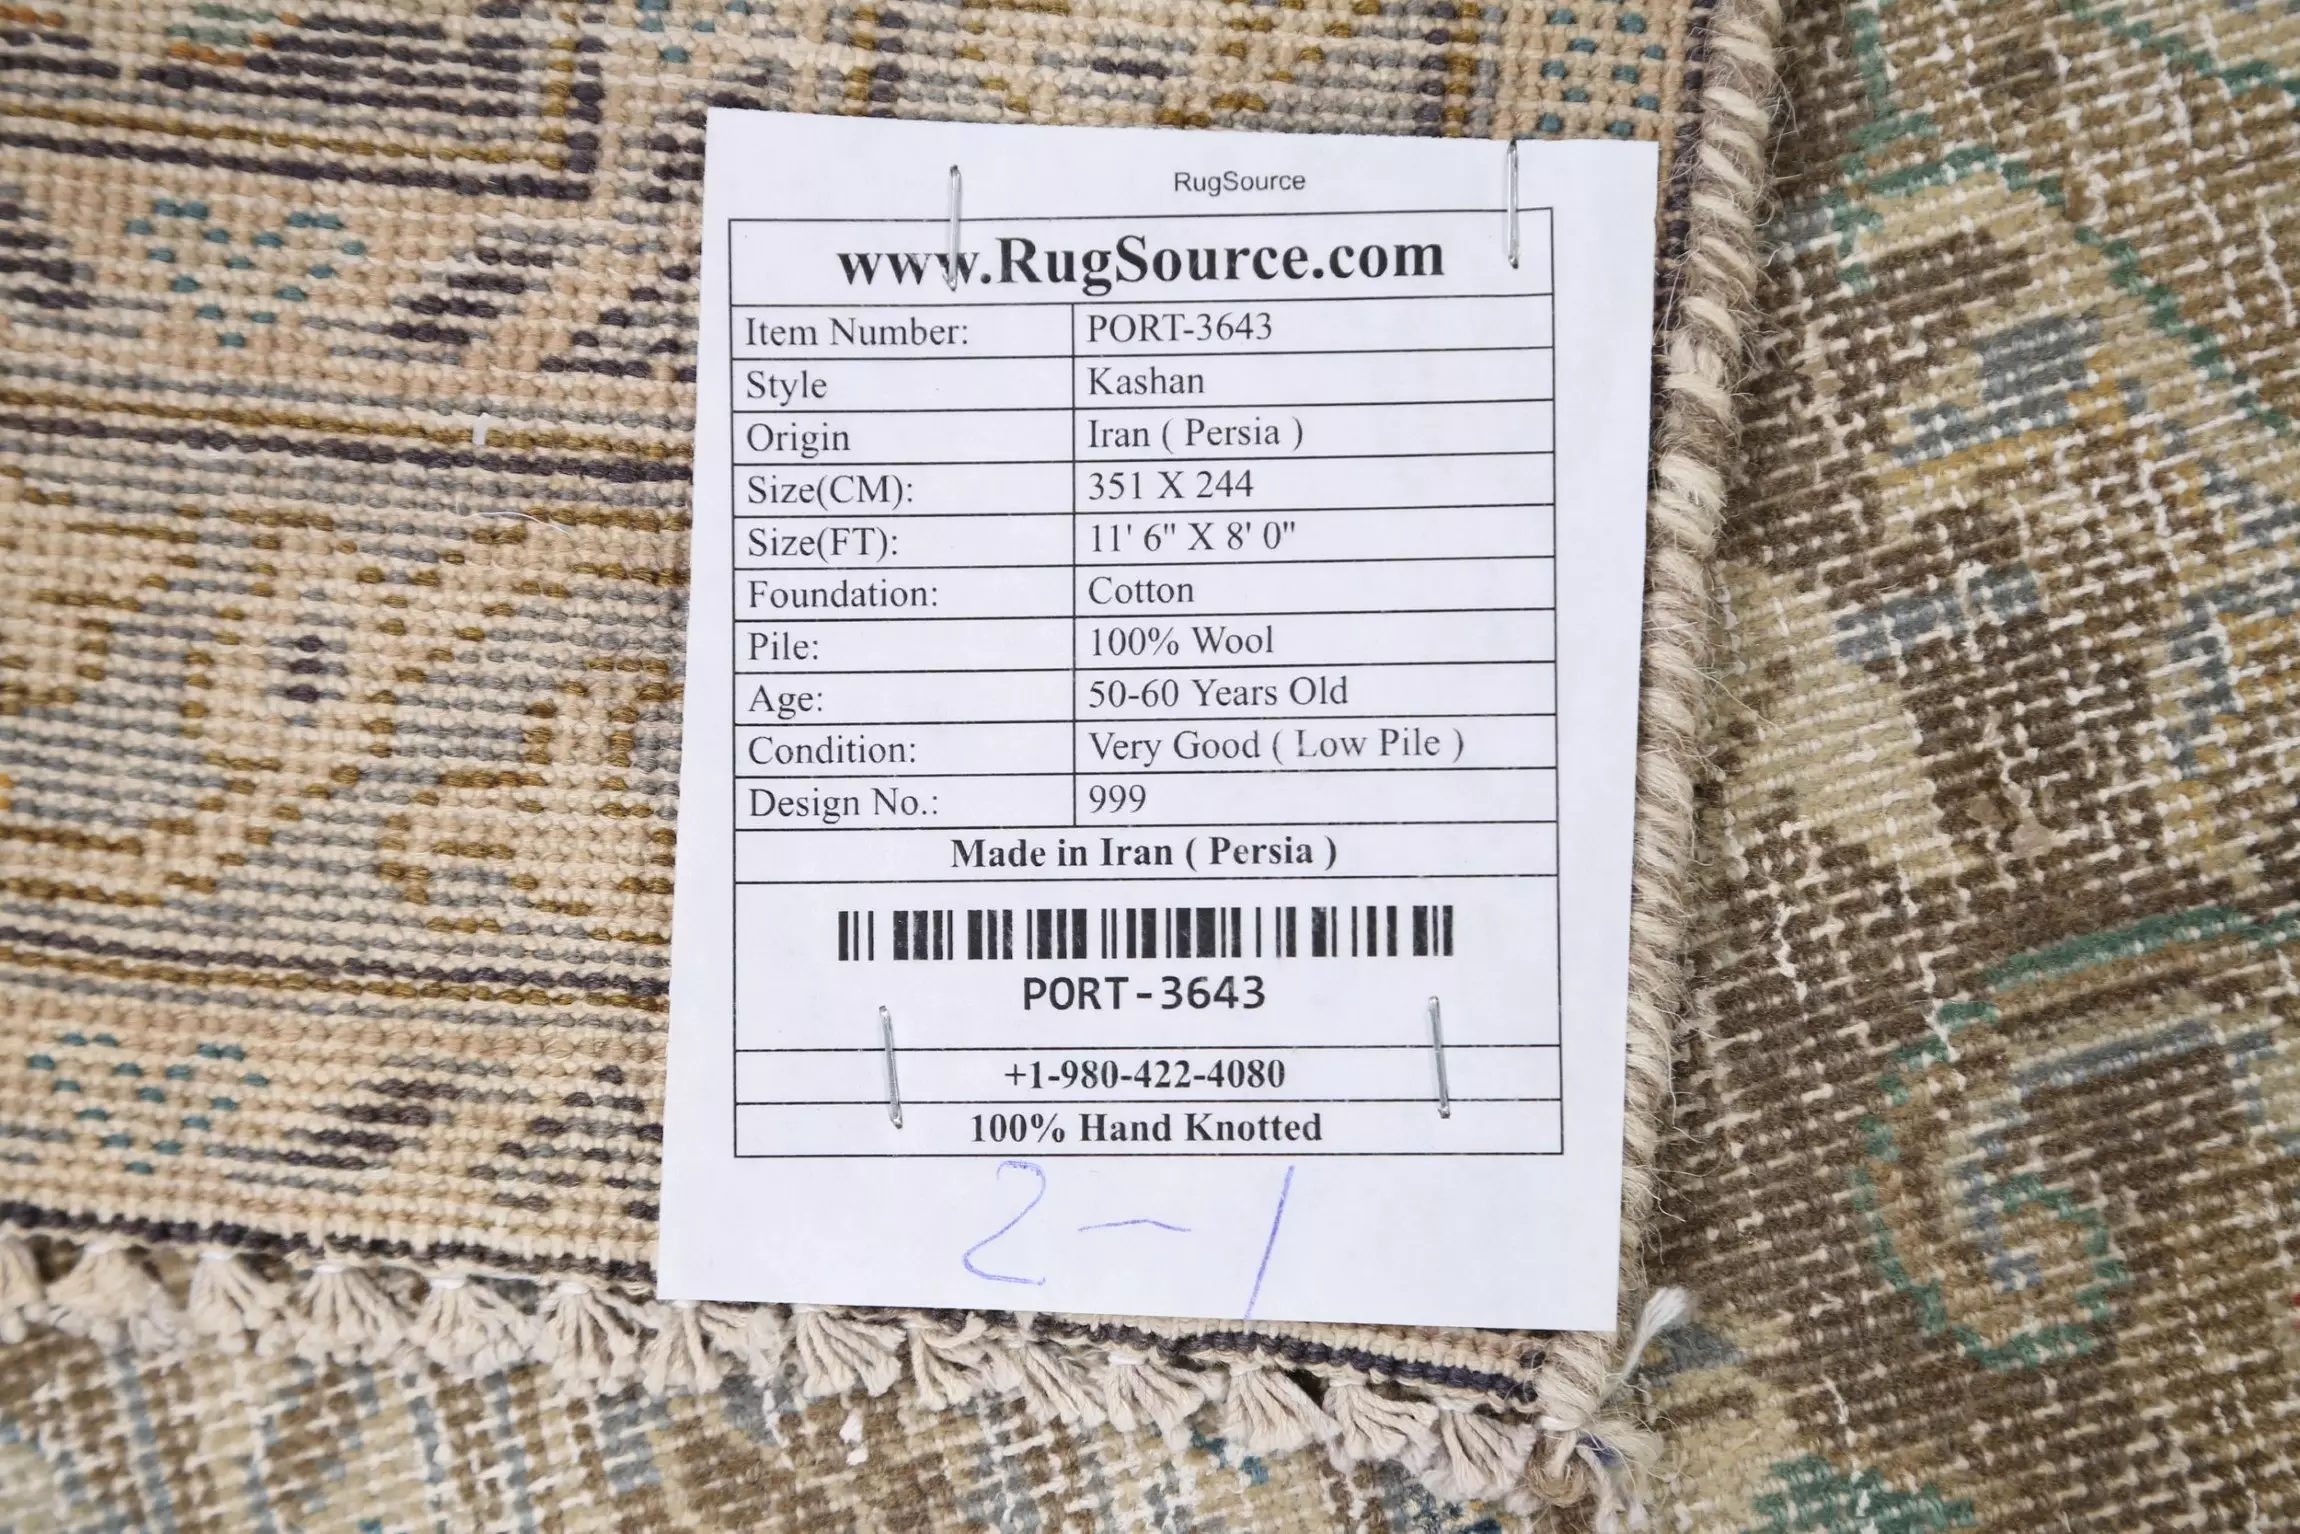 RugSource
www.RugSource.com
Item Number: PORT-3643
Style Kashan
Origin Iran ( Persia )
Size(CM): 351 X 244
Size(FT): 11' 6" X 8' 0"
Foundation: Cotton
Pile: 100% Wool
Age: 50-60 Years Old
Condition: Very Good ( Low Pile )
Design No.: 999
Made in Iran ( Persia )
PORT-3643
+1-980-422-4080
100% Hand Knotted
2-1